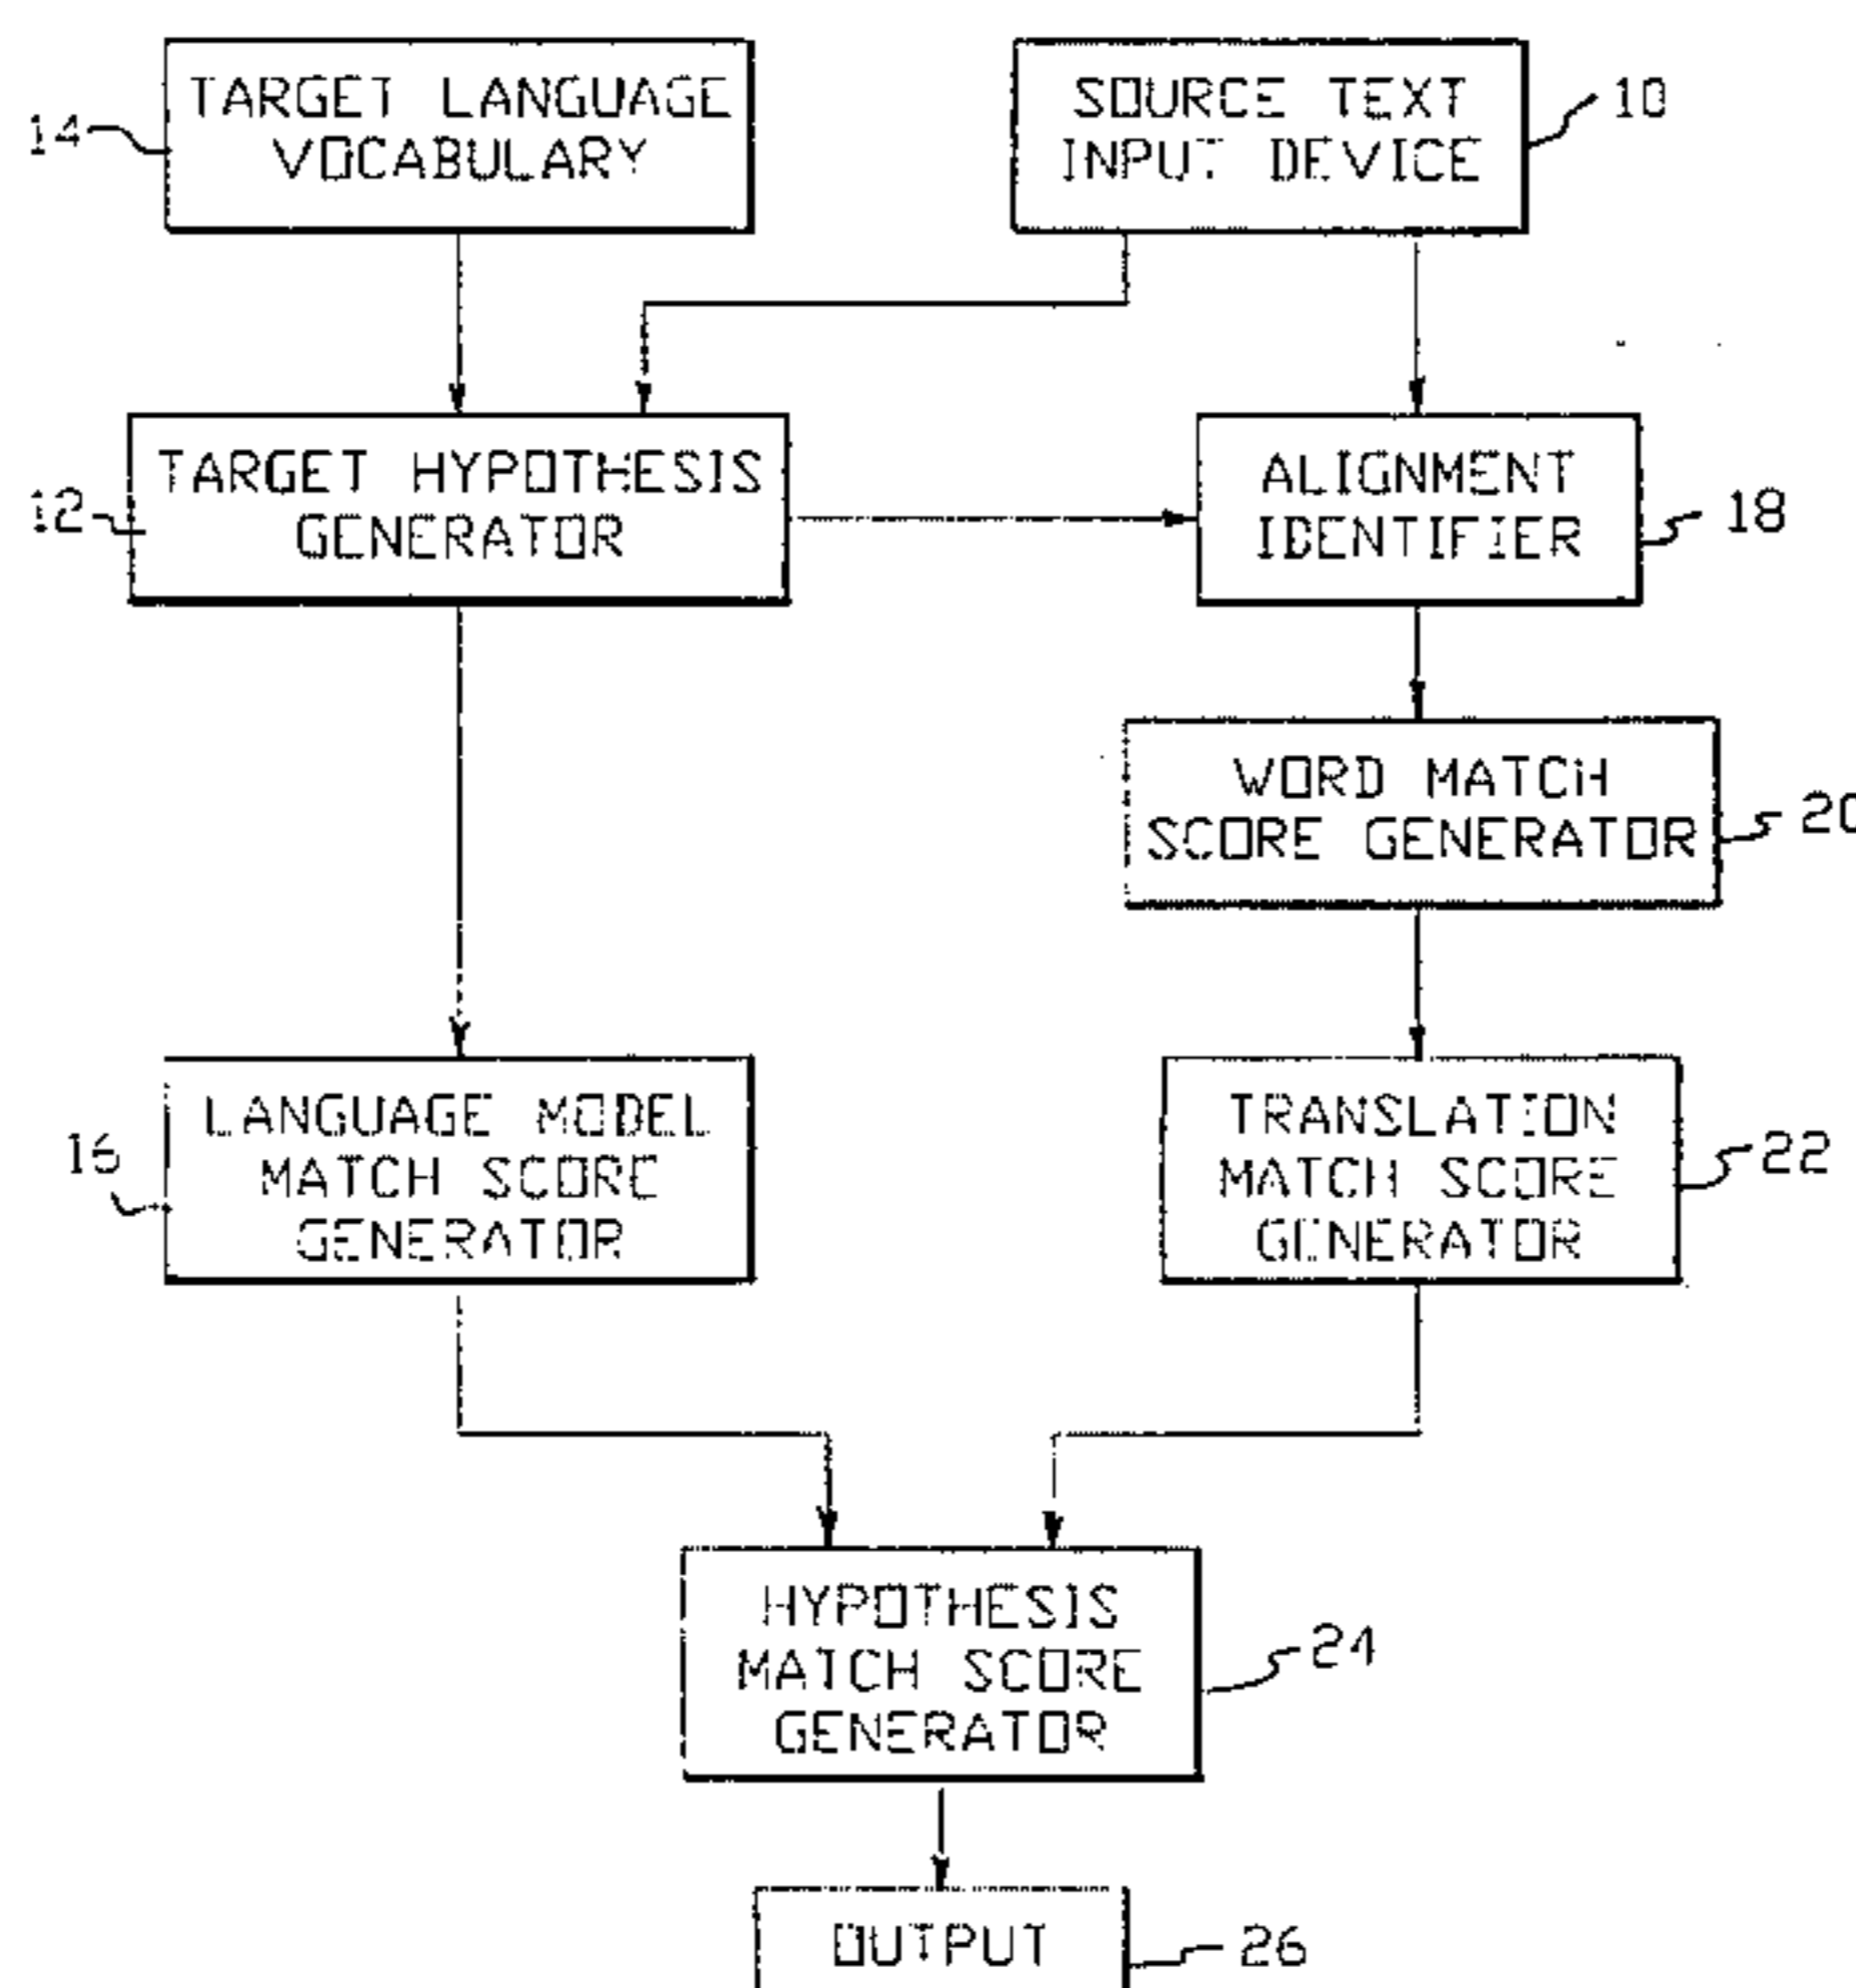 TARGET LANGUAGE
VOCABULARY
14
SOURCE TEXT
INPUT DEVICE
10
TARGET HYPOTHESIS
GENERATOR
12
ALIGNMENT
IDENTIFIER
18
WORD MATCH
SCORE GENERATOR
20
LANGUAGE MODEL
MATCH SCORE
GENERATOR
16
TRANSLATION
MATCH SCORE
GENERATOR
22
HYPOTHESIS
MATCH SCORE
GENERATOR
24
OUTPUT
26